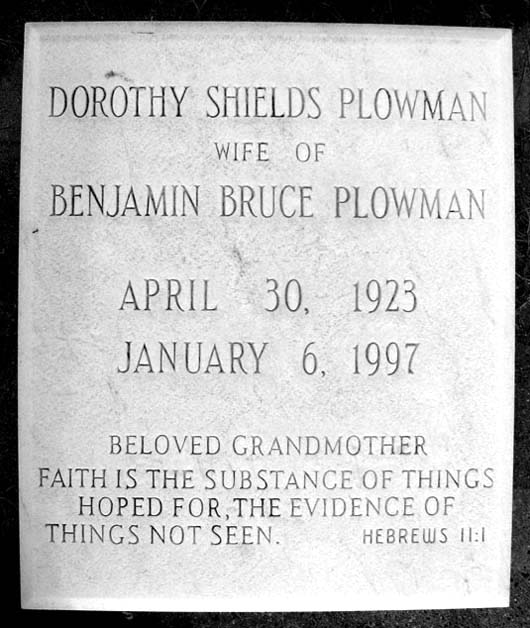 DOROTHY SHIELDS PLOWMAN
WIFE OF
BENJAMIN BRUCE PLOWMAN
APRIL 30, 1923
JANUARY 6, 1997
BELOVED GRANDMOTHER
FAITH IS THE SUBSTANCE OF THINGS
HOPED FOR, THE EVIDENCE OF
THINGS NOT SEEN. HEBREWS 11:1